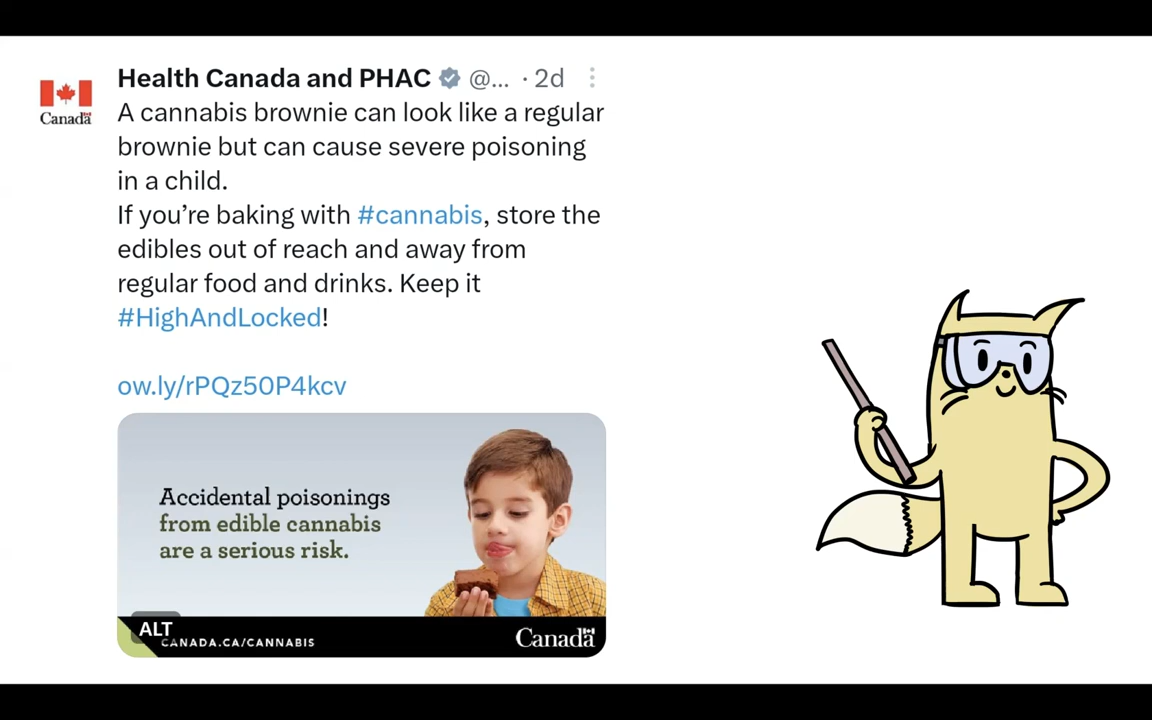 Health Canada and PHAC @... · 2d
Canada
A cannabis brownie can look like a regular
brownie but can cause severe poisoning
in a child.
If you’re baking with #cannabis, store the
edibles out of reach and away from
regular food and drinks. Keep it
#HighAndLocked!
ow.ly/rPQz50P4kcv
Accidental poisonings
from edible cannabis
are a serious risk.
ALT
CANADA.CA/CANNABIS
Canada